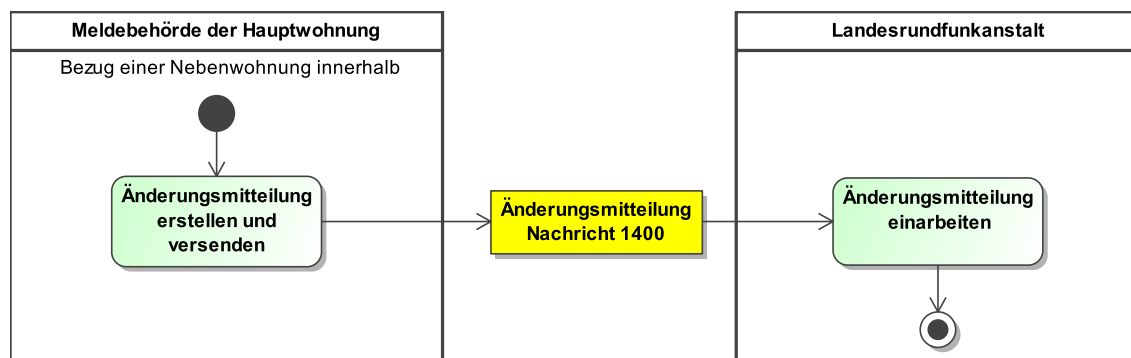 Meldebehörde der Hauptwohnung
Landesrundfunkanstalt
Bezug einer Nebenwohnung innerhalb
Änderungsmitteilung
erstellen und
versenden
Änderungsmitteilung
Nachricht 1400
Änderungsmitteilung
einarbeiten